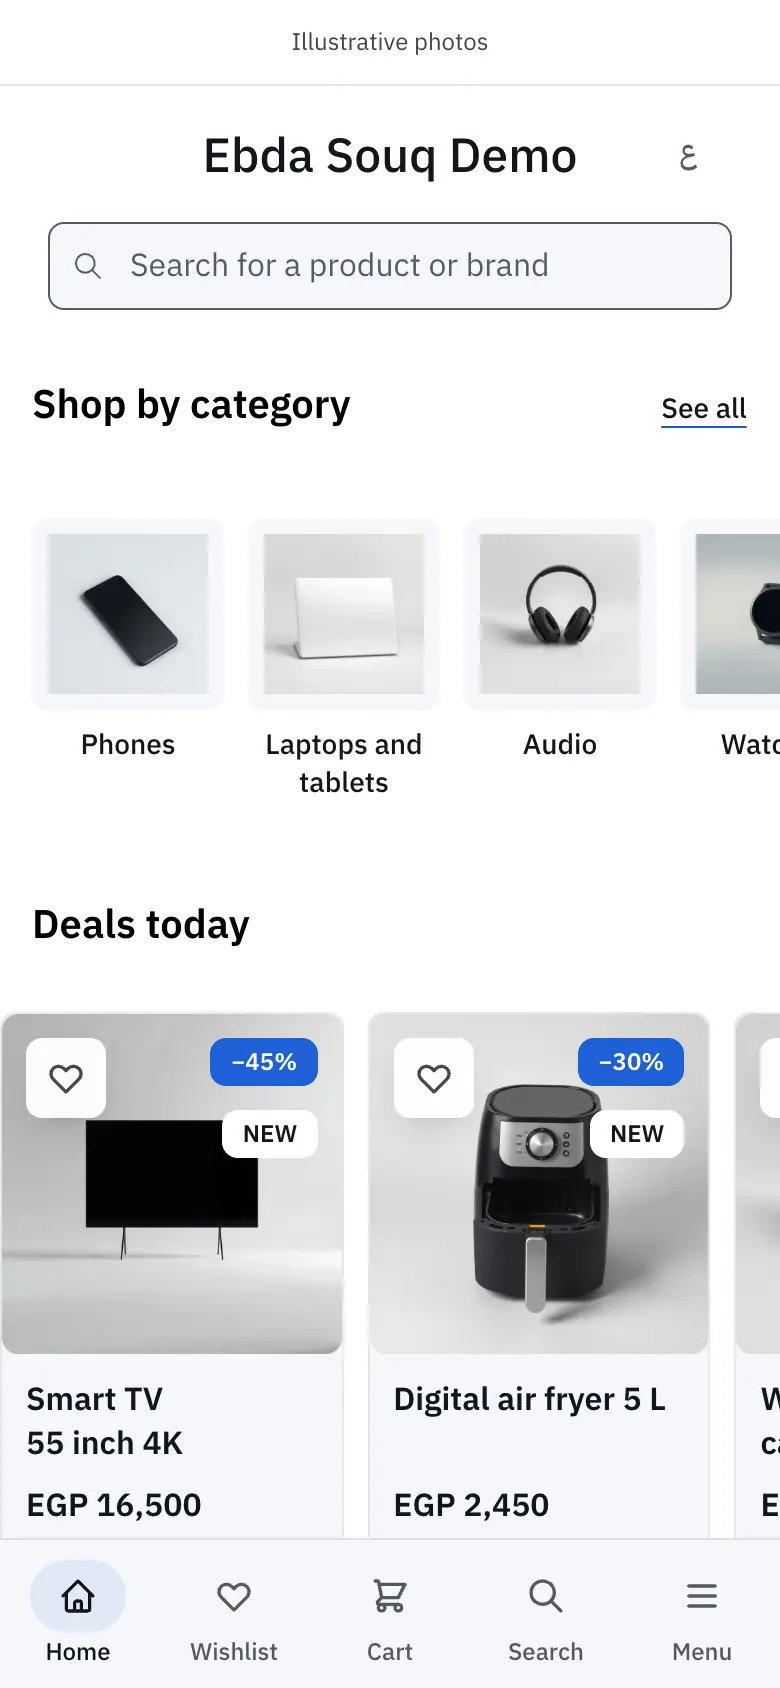 Illustrative photos
Ebda Souq Demo
ع
Search for a product or brand
Shop by category
See all
Phones
Laptops and
tablets
Audio
Deals today
−45%
NEW
−30%
NEW
Smart TV
55 inch 4K
EGP 16,500
Digital air fryer 5 L
EGP 2,450
Home
Wishlist
Cart
Search
Menu